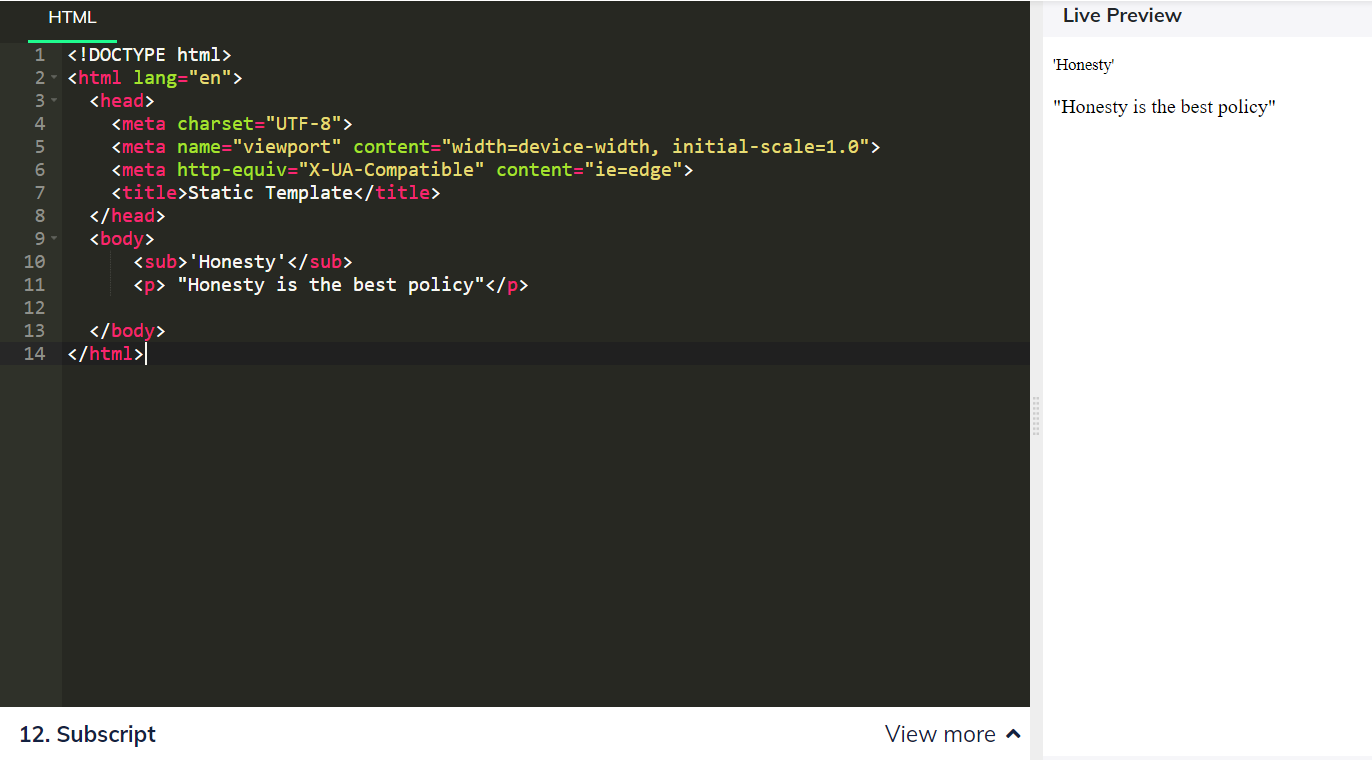 HTML
1 <!DOCTYPE html>
2 <html lang="en">
3 <head>
4 <meta charset="UTF-8">
5 <meta name="viewport" content="width=device-width, initial-scale=1.0">
6 <meta http-equiv="X-UA-Compatible" content="ie=edge">
7 <title>Static Template</title>
8 </head>
9 <body>
10 <sub>'Honesty'</sub>
11 <p> "Honesty is the best policy"</p>
12
13 </body>
14 </html>
12. Subscript
View more
Live Preview
'Honesty'
"Honesty is the best policy"